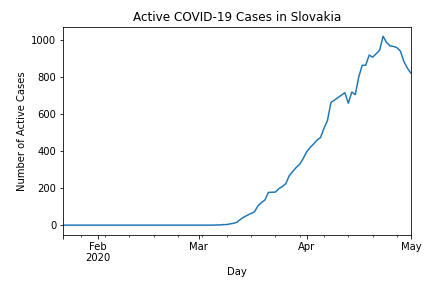 Active COVID-19 Cases in Slovakia
Number of Active Cases
1000
800
600
400
200
0
Feb Mar Apr May
2020
Day